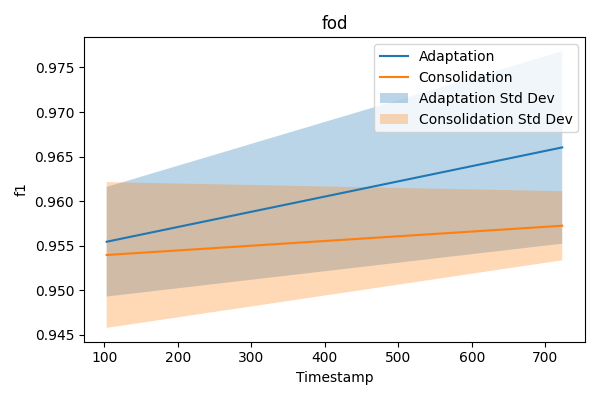 fod
Adaptation
Consolidation
Adaptation Std Dev
Consolidation Std Dev
f1
0.975
0.970
0.965
0.960
0.955
0.950
0.945
100 200 300 400 500 600 700
Timestamp